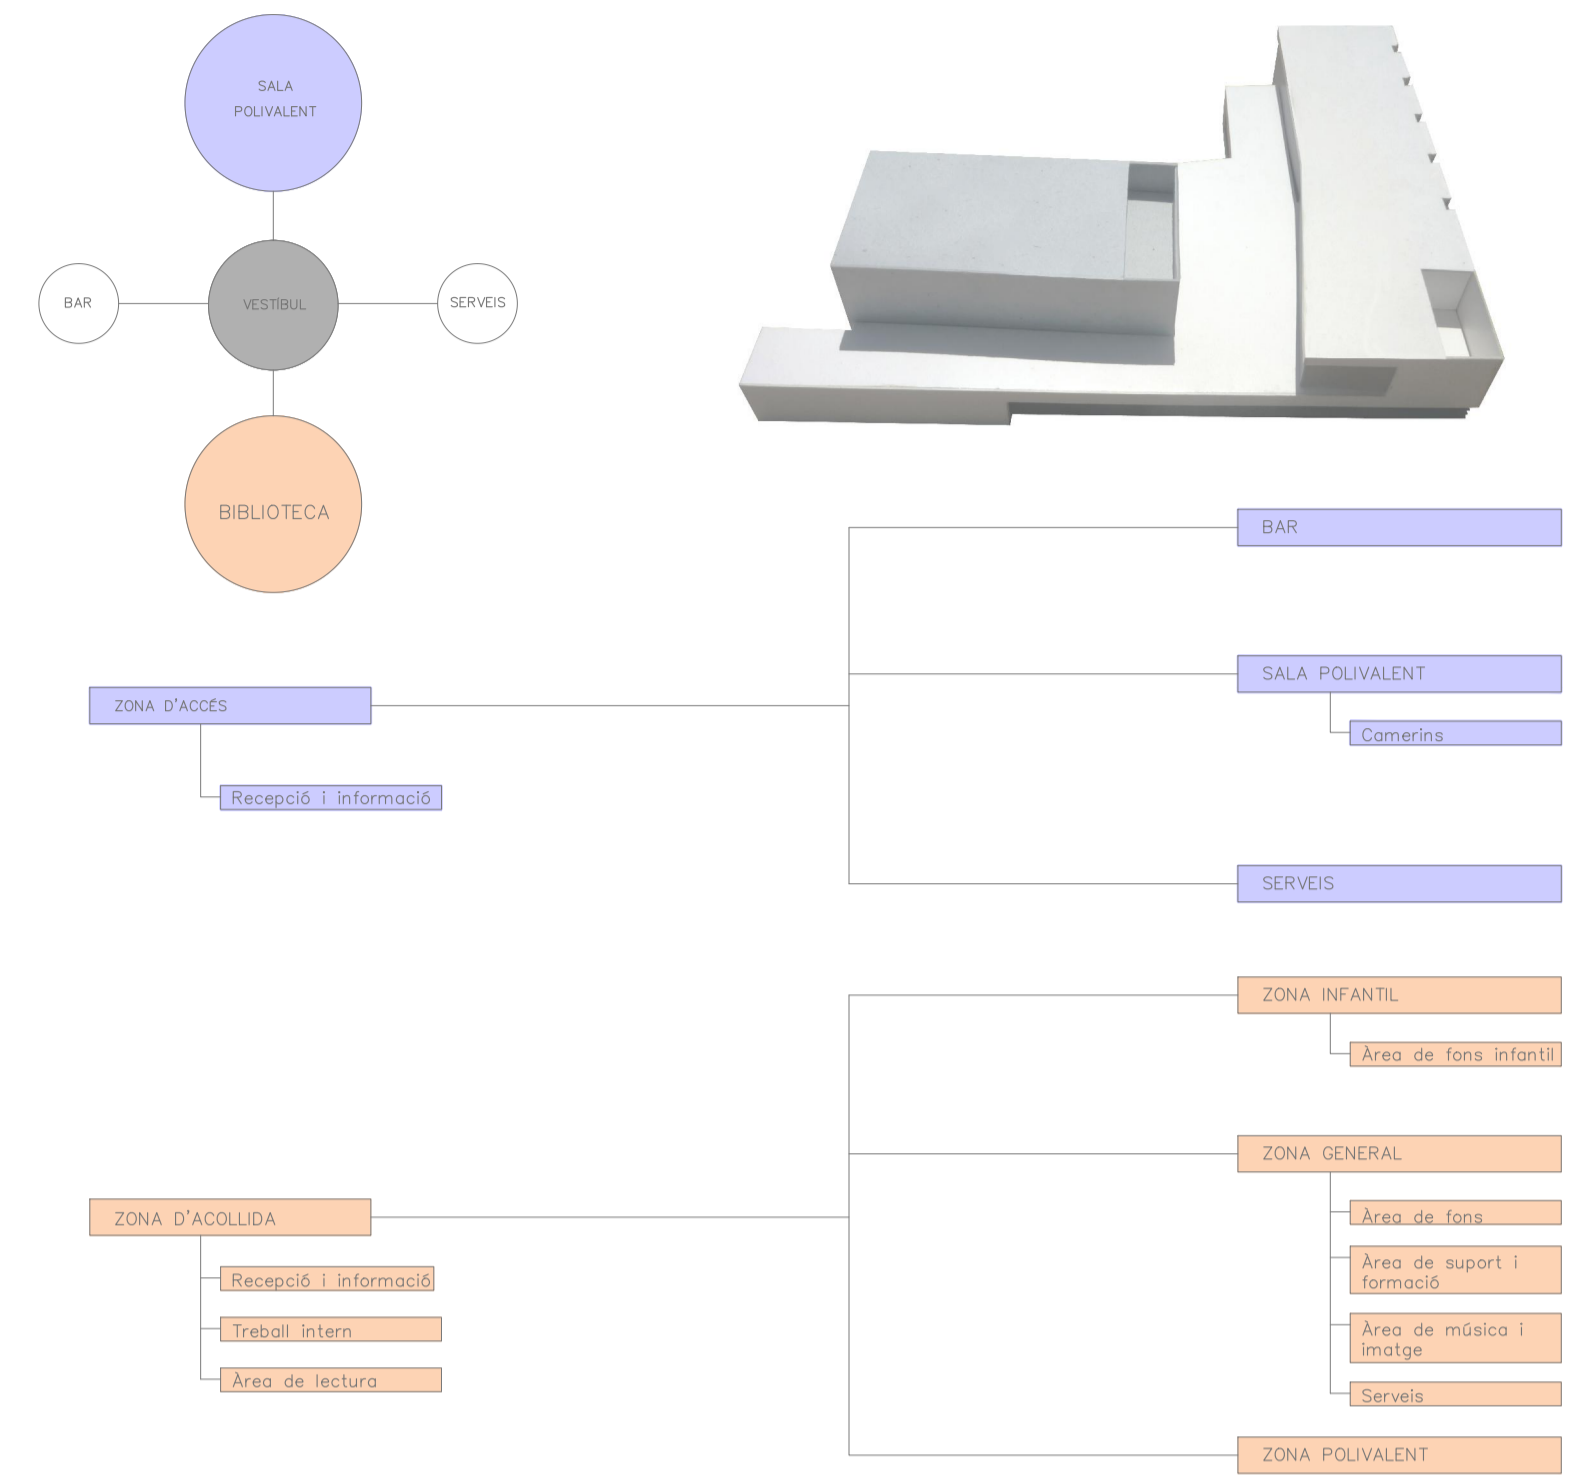 SALA
POLIVALENT
BAR
VESTÍBUL
SERVEIS
BIBLIOTECA
BAR
ZONA D'ACCÉS
Recepció i informació
SALA POLIVALENT
Camerins
SERVEIS
ZONA D'ACOLLIDA
Recepció i informació
Treball intern
Àrea de lectura
ZONA INFANTIL
Àrea de fons infantil
ZONA GENERAL
Àrea de fons
Àrea de suport i
formació
Àrea de música i
imatge
Serveis
ZONA POLIVALENT